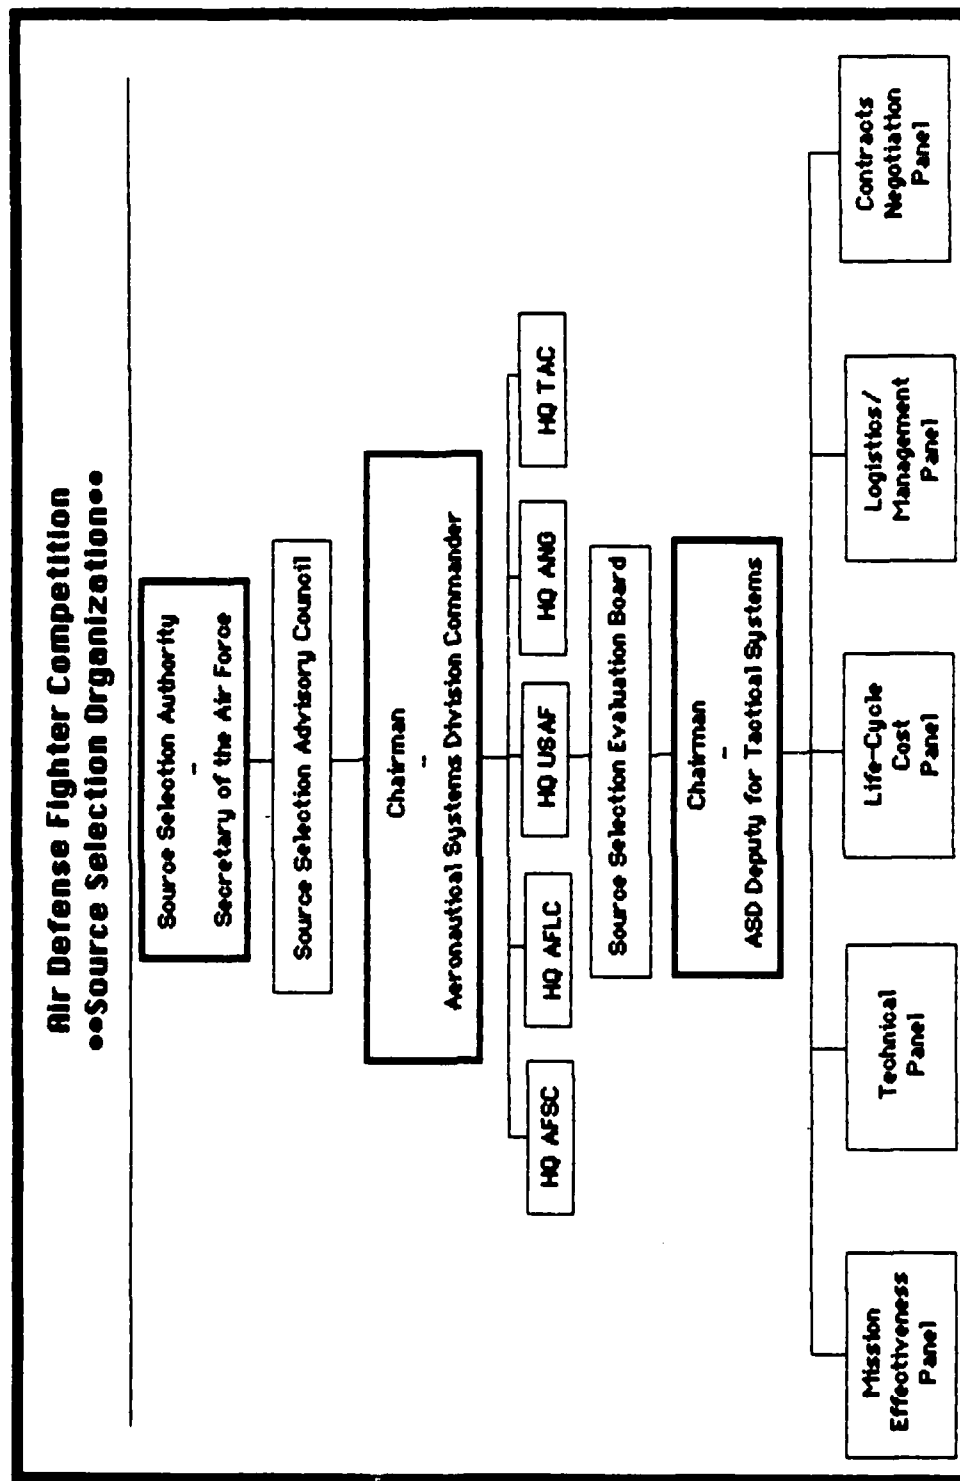 Air Defense Fighter Competition
●●Source Selection Organization●●
Source Selection Authority
-
Secretary of the Air Force
Source Selection Advisory Council
Chairman
--
Aeronautical Systems Division Commander
HQ AFSC
HQ AFLC
HQ USAF
HQ ANG
HQ TAC
Source Selection Evaluation Board
Chairman
--
ASD Deputy for Tactical Systems
Mission
Effectiveness
Panel
Technical
Panel
Life-Cycle
Cost
Panel
Logistics/
Management
Panel
Contracts
Negotiation
Panel